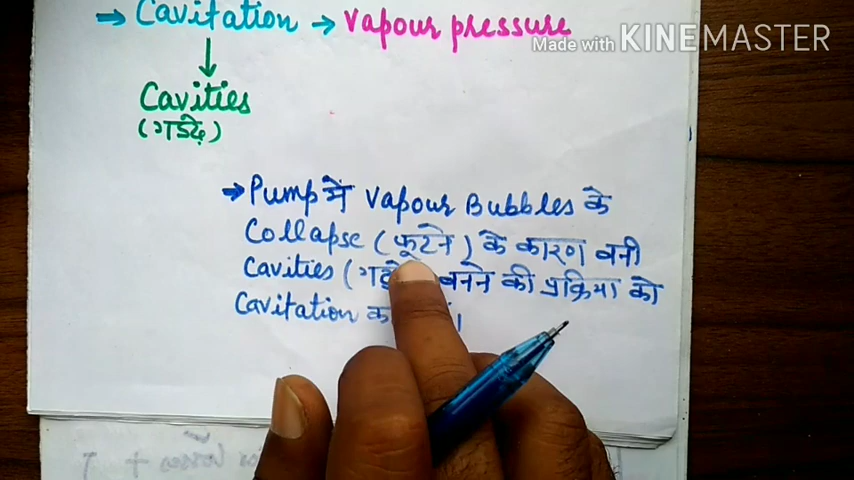 → Cavitation → Vapour pressure
Made with KINEMASTER
Cavities
(गड्ढे)
→ Pump में Vapour Bubbles के
Collapse (फूटने) के कारण बनी
Cavities ( बनने की प्रक्रिया को
Cavitation